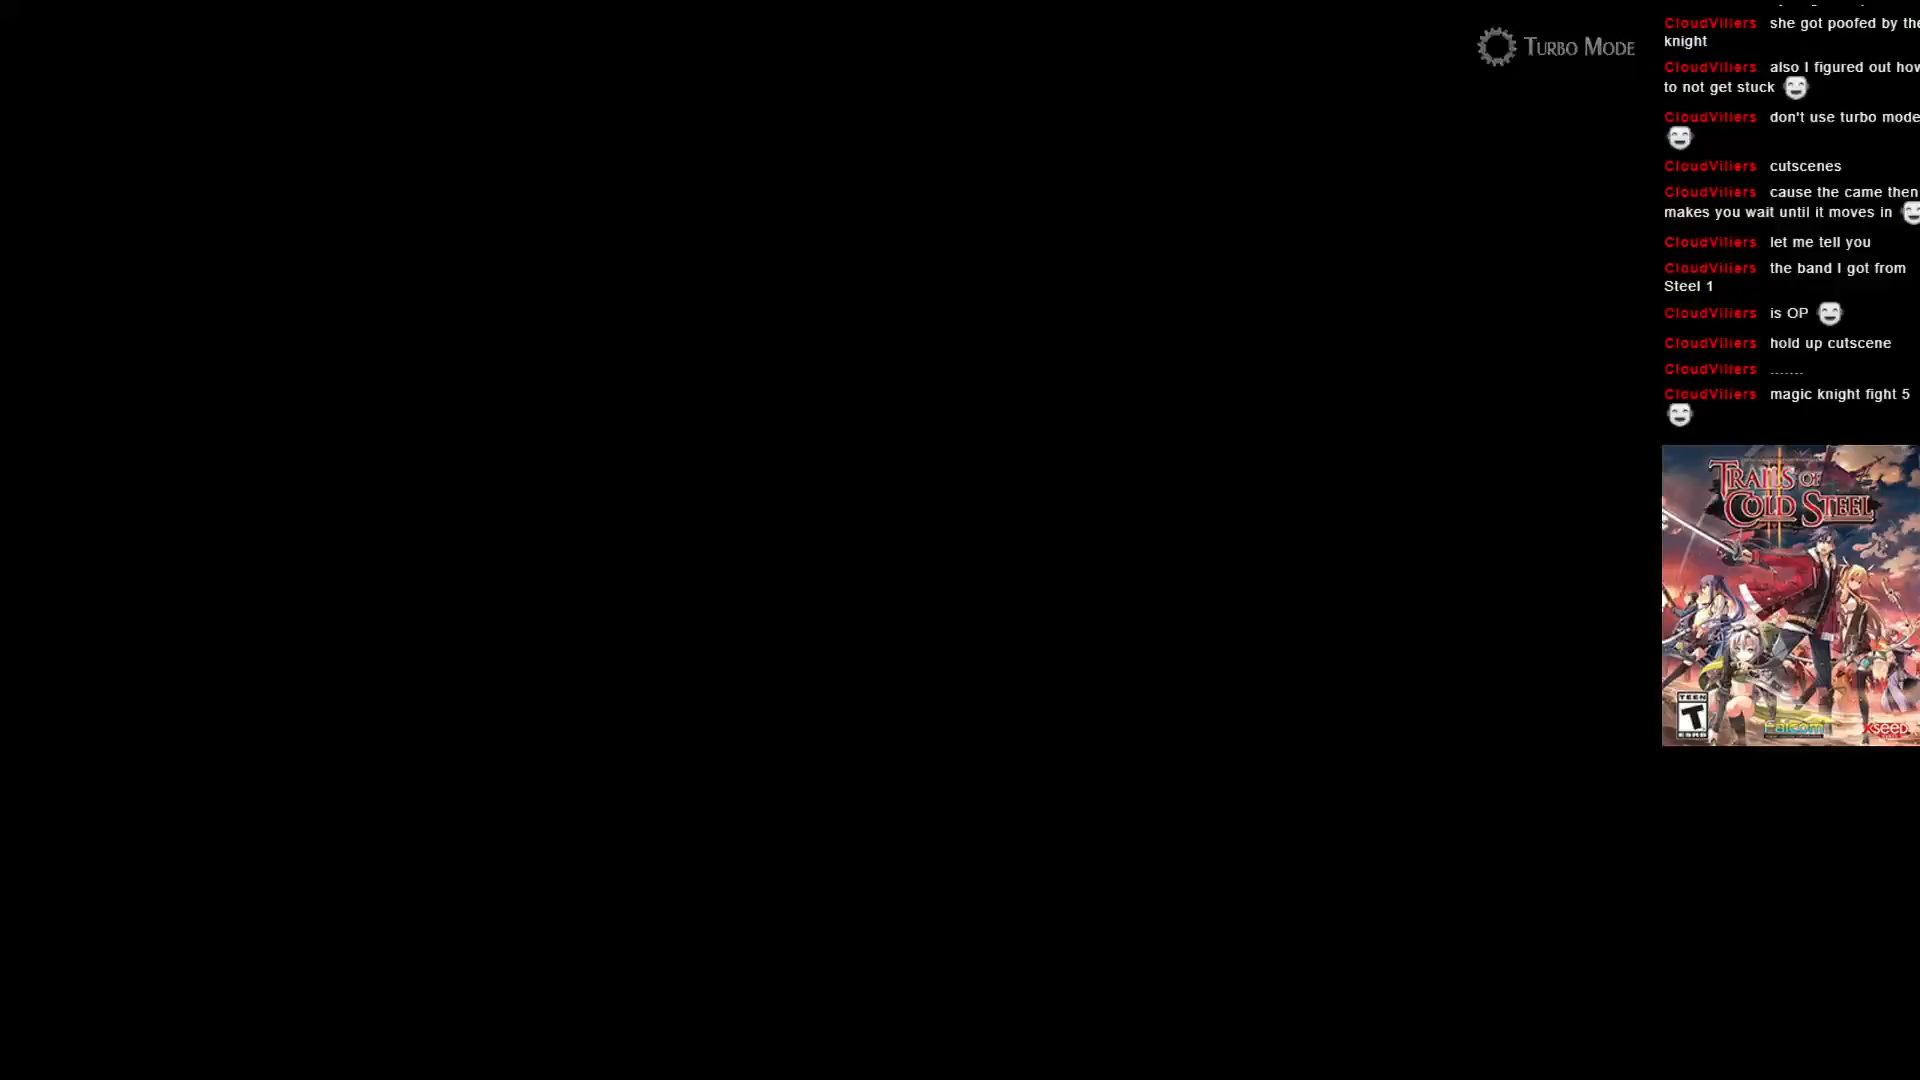 TURBO MODE
CloudViliers she got poofed by the
knight
CloudViliers also I figured out how
to not get stuck
CloudViliers don't use turbo mode
CloudViliers cutscenes
CloudViliers cause the came then
makes you wait until it moves in
CloudViliers let me tell you
CloudViliers the band I got from
Steel 1
CloudViliers is OP
CloudViliers hold up cutscene
CloudViliers .......
CloudViliers magic knight fight 5
TRAILS OF
COLD STEEL
II
TEEN
T
ESRB
Falcom
XSEED